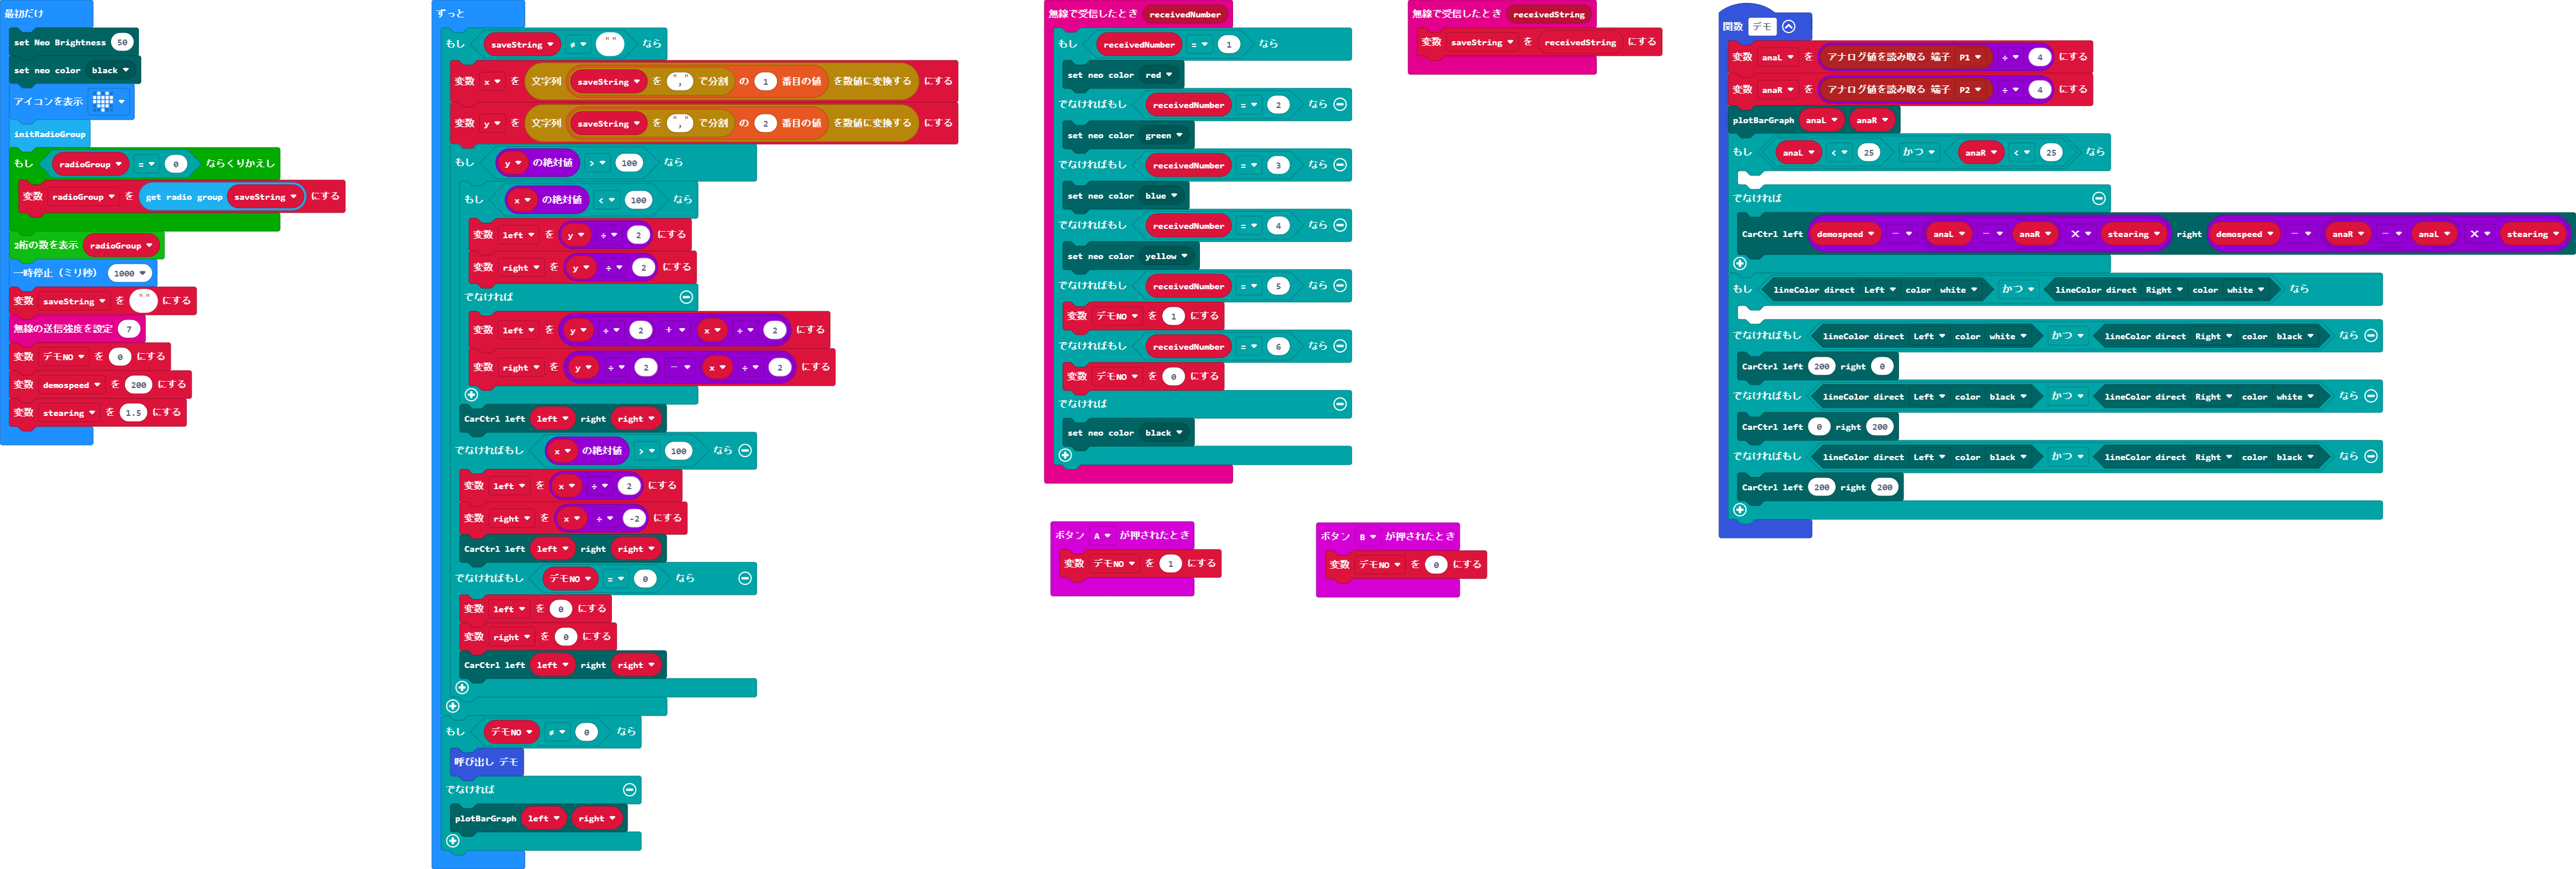 最初だけ
set Neo Brightness 50
set neo color black
アイコンを表示
initRadioGroup
もし radioGroup = 0 ならくりかえし
変数 radioGroup を get radio group saveString にする
2桁の数を表示 radioGroup
一時停止（ミリ秒） 1000
変数 saveString を "" にする
無線の送信強度を設定 7
変数 デモNO を 0 にする
変数 demospeed を 200 にする
変数 stearing を 1.5 にする
ずっと
もし saveString ≠ "" なら
変数 x を 文字列 saveString を "," で分割 の 1 番目の値 を数値に変換する にする
変数 y を 文字列 saveString を "," で分割 の 2 番目の値 を数値に変換する にする
もし y の絶対値 > 100 なら
もし x の絶対値 < 100 なら
変数 left を y ÷ 2 にする
変数 right を y ÷ 2 にする
でなければ
変数 left を y ÷ 2 + x ÷ 2 にする
変数 right を y ÷ 2 − x ÷ 2 にする
CarCtrl left left right right
でなければもし x の絶対値 > 100 なら
変数 left を x ÷ 2 にする
変数 right を x ÷ -2 にする
CarCtrl left left right right
でなければもし デモNO = 0 なら
変数 left を 0 にする
変数 right を 0 にする
CarCtrl left left right right
もし デモNO ≠ 0 なら
呼び出し デモ
でなければ
plotBarGraph left right
無線で受信したとき receivedNumber
もし receivedNumber = 1 なら
set neo color red
でなければもし receivedNumber = 2 なら
set neo color green
でなければもし receivedNumber = 3 なら
set neo color blue
でなければもし receivedNumber = 4 なら
set neo color yellow
でなければもし receivedNumber = 5 なら
変数 デモNO を 1 にする
でなければもし receivedNumber = 6 なら
変数 デモNO を 0 にする
でなければ
set neo color black
無線で受信したとき receivedString
変数 saveString を receivedString にする
ボタン A が押されたとき
変数 デモNO を 1 にする
ボタン B が押されたとき
変数 デモNO を 0 にする
関数 デモ
変数 anaL を アナログ値を読み取る 端子 P1 ÷ 4 にする
変数 anaR を アナログ値を読み取る 端子 P2 ÷ 4 にする
plotBarGraph anaL anaR
もし anaL < 25 かつ anaR < 25 なら
でなければ
CarCtrl left demospeed − anaL − anaR × stearing right demospeed − anaR − anaL × stearing
もし lineColor direct Left color white かつ lineColor direct Right color white なら
でなければもし lineColor direct Left color white かつ lineColor direct Right color black なら
CarCtrl left 200 right 0
でなければもし lineColor direct Left color black かつ lineColor direct Right color white なら
CarCtrl left 0 right 200
でなければもし lineColor direct Left color black かつ lineColor direct Right color black なら
CarCtrl left 200 right 200